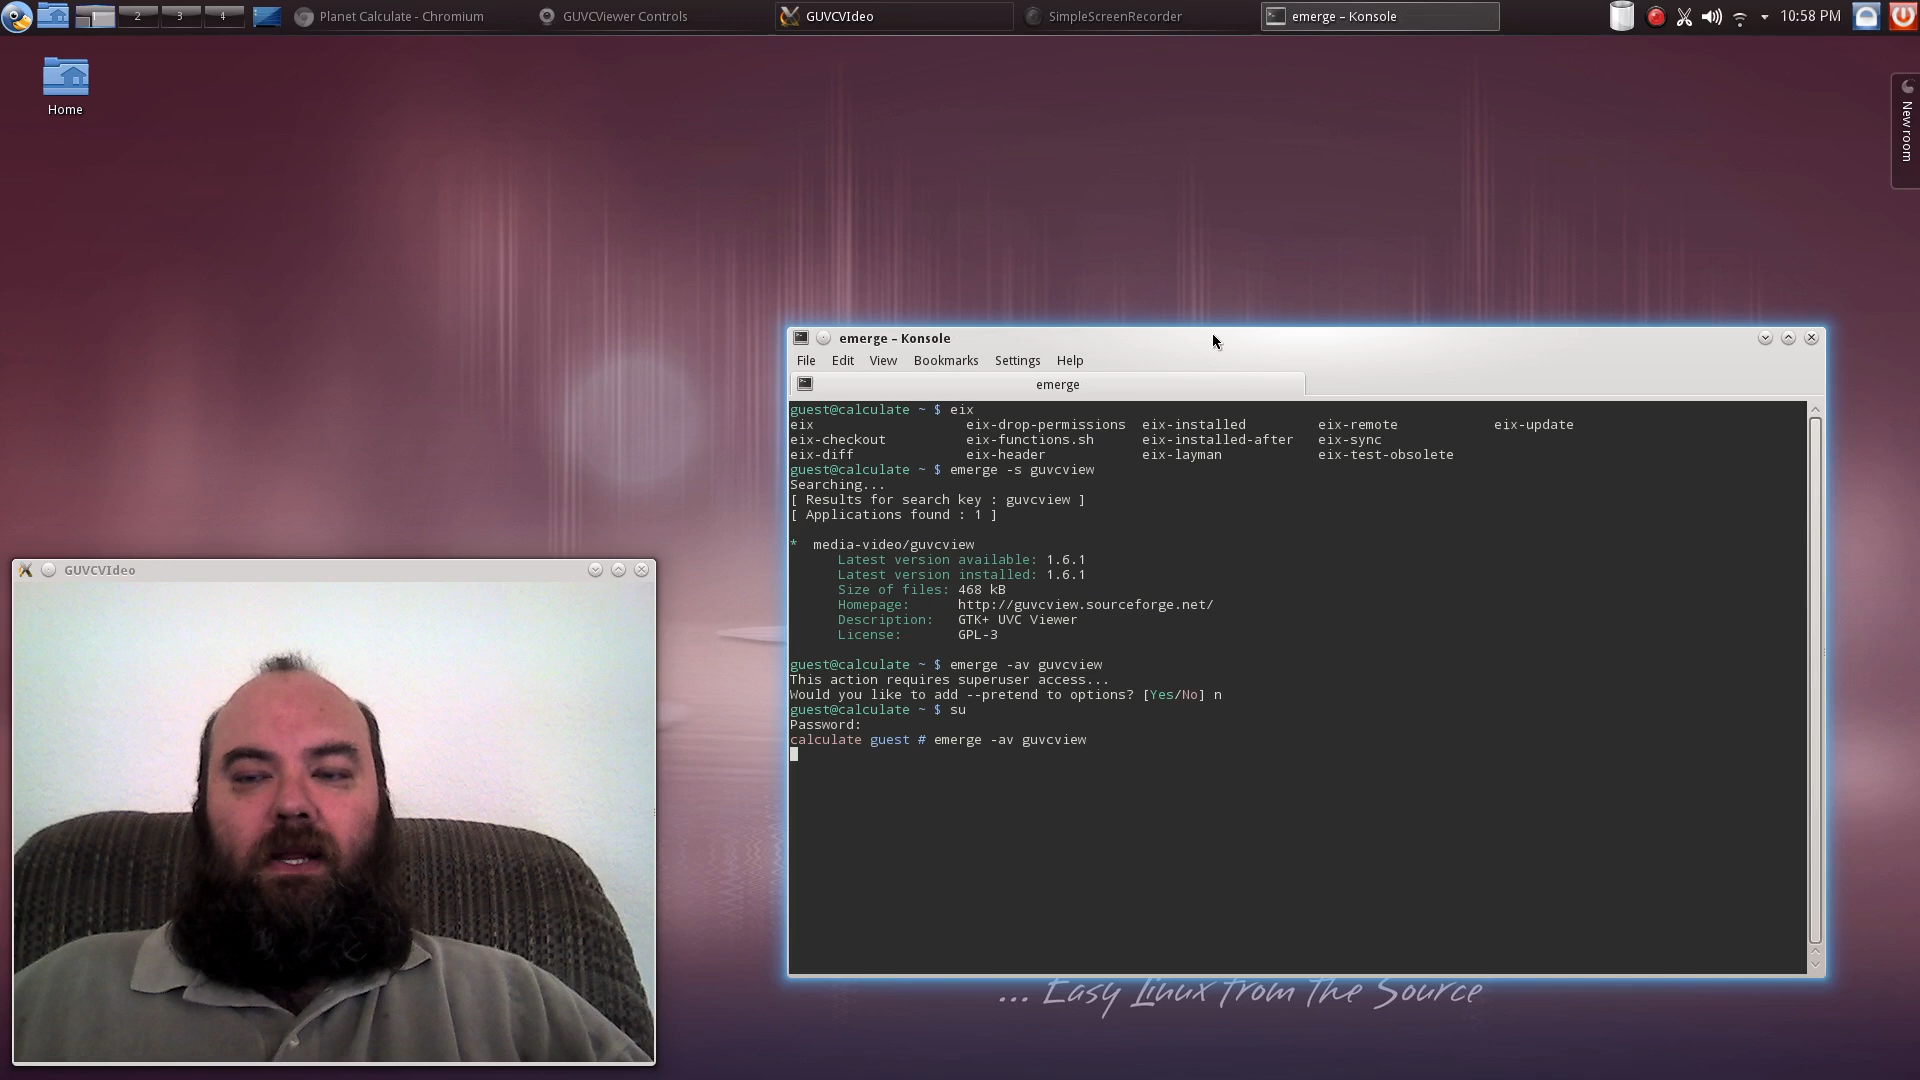 2 3 4 Planet Calculate - Chromium GUVCViewer Controls GUVCVIdeo SimpleScreenRecorder emerge – Konsole 10:58 PM
Home
New room
emerge – Konsole
File Edit View Bookmarks Settings Help
emerge
guest@calculate ~ $ eix
eix eix-drop-permissions eix-installed eix-remote eix-update
eix-checkout eix-functions.sh eix-installed-after eix-sync
eix-diff eix-header eix-layman eix-test-obsolete
guest@calculate ~ $ emerge -s guvcview
Searching...
[ Results for search key : guvcview ]
[ Applications found : 1 ]
* media-video/guvcview
Latest version available: 1.6.1
Latest version installed: 1.6.1
Size of files: 468 kB
Homepage: http://guvcview.sourceforge.net/
Description: GTK+ UVC Viewer
License: GPL-3
guest@calculate ~ $ emerge -av guvcview
This action requires superuser access...
Would you like to add --pretend to options? [Yes/No] n
guest@calculate ~ $ su
Password:
calculate guest # emerge -av guvcview
GUVCVIdeo
... Easy Linux from the Source